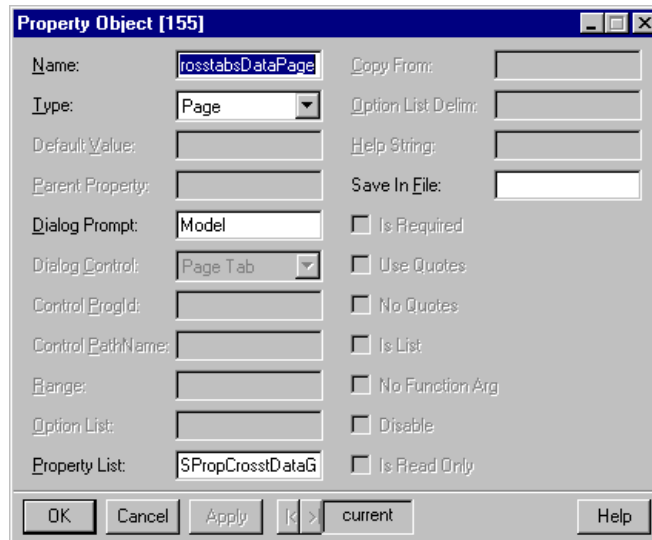 Property Object [155]
Name: rosstabsDataPage
Type: Page
Default Value:
Parent Property:
Dialog Prompt: Model
Dialog Control: Page Tab
Control ProgId:
Control PathName:
Range:
Option List:
Property List: SPropCrosstDataG
Copy From:
Option List Delim:
Help String:
Save In File:
Is Required
Use Quotes
No Quotes
Is List
No Function Arg
Disable
Is Read Only
OK Cancel Apply current Help